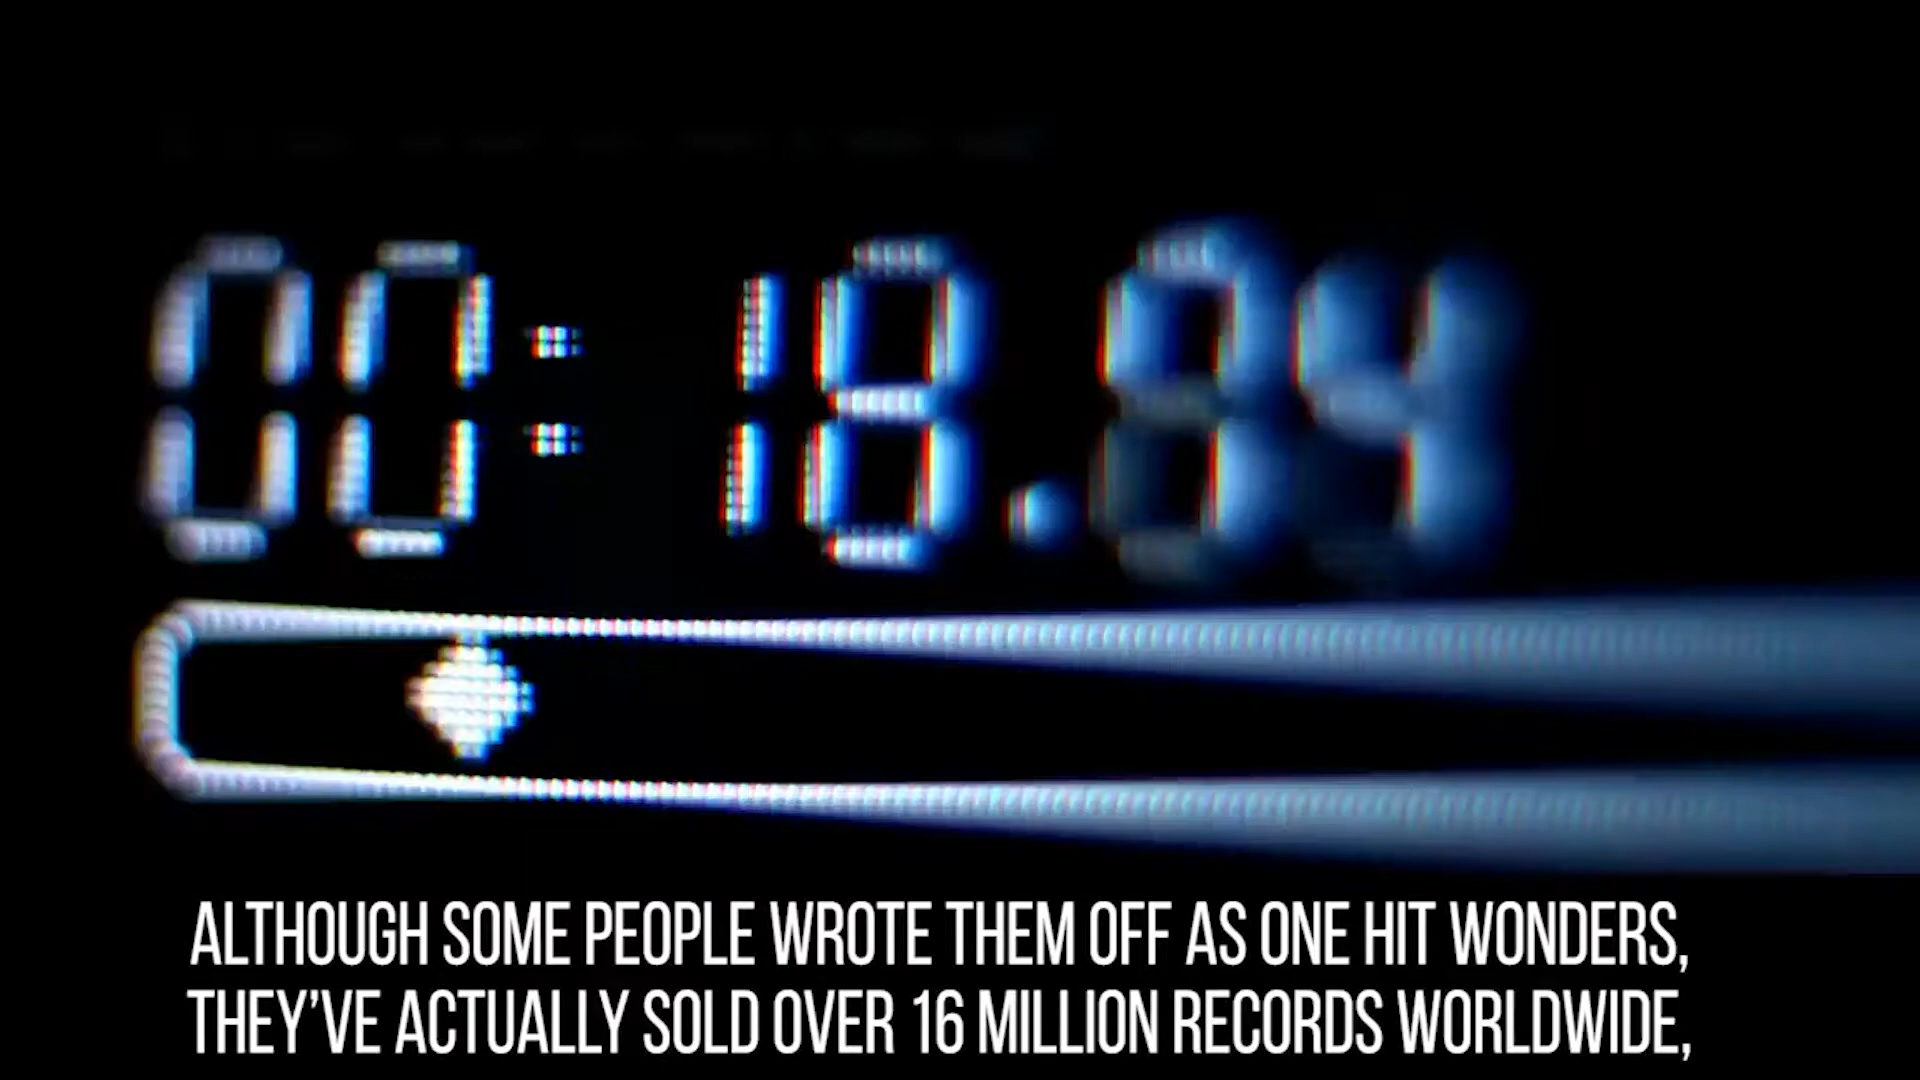 00:18.94
ALTHOUGH SOME PEOPLE WROTE THEM OFF AS ONE HIT WONDERS,
THEY'VE ACTUALLY SOLD OVER 16 MILLION RECORDS WORLDWIDE,